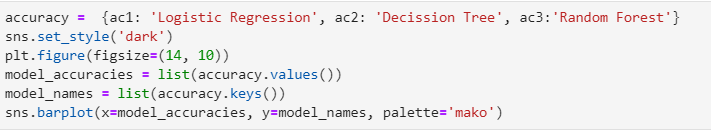 accuracy =  {ac1: 'Logistic Regression', ac2: 'Decission Tree', ac3:'Random Forest'}
sns.set_style('dark')
plt.figure(figsize=(14, 10))
model_accuracies = list(accuracy.values())
model_names = list(accuracy.keys())
sns.barplot(x=model_accuracies, y=model_names, palette='mako')